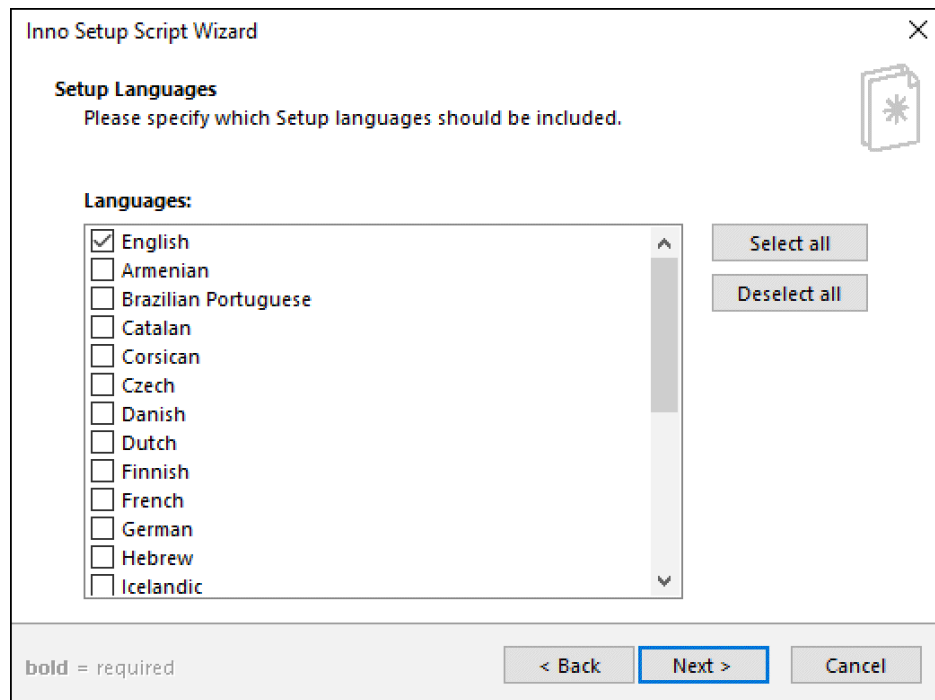 Inno Setup Script Wizard
Setup Languages
Please specify which Setup languages should be included.
Languages:
English
Armenian
Brazilian Portuguese
Catalan
Corsican
Czech
Danish
Dutch
Finnish
French
German
Hebrew
Icelandic
Select all
Deselect all
bold = required
< Back
Next >
Cancel